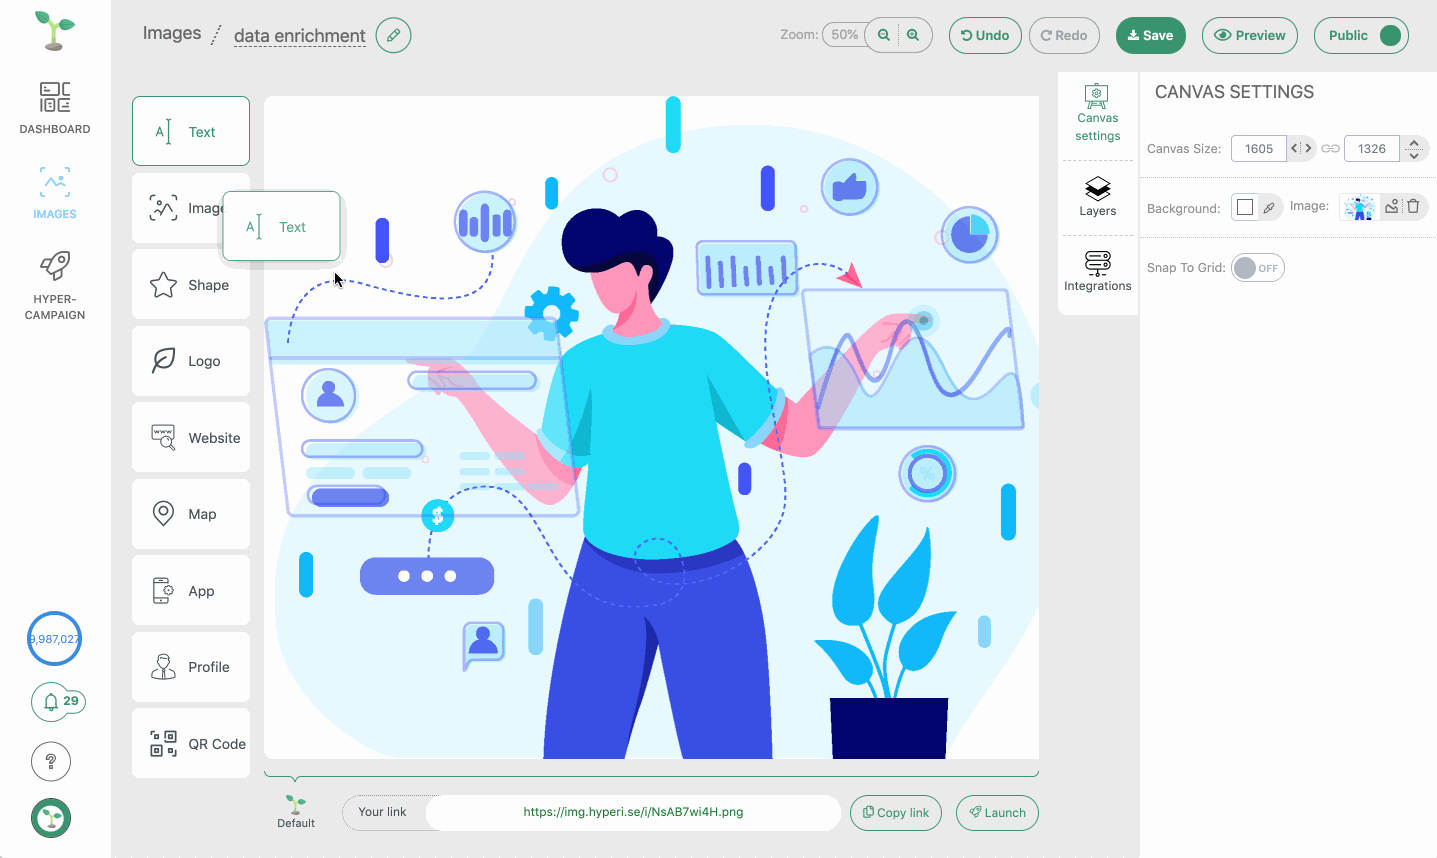 Images / data enrichment
Zoom: 50%
Undo
Redo
Save
Preview
Public
DASHBOARD
IMAGES
HYPER-
CAMPAIGN
9,987,027
29
?
Text
Text
Shape
Logo
Website
www
Map
App
Profile
QR Code
$
%
Default
Your link
https://img.hyperi.se/i/NsAB7wi4H.png
Copy link
Launch
Canvas
settings
Layers
Integrations
CANVAS SETTINGS
Canvas Size: 1605 1326
Background: Image:
Snap To Grid: OFF